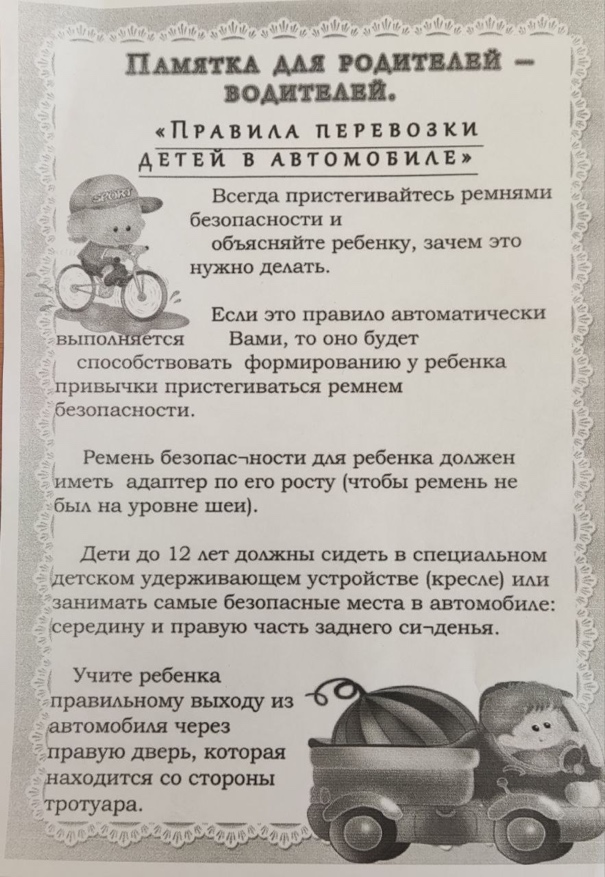 Памятка для родителей –
водителей.
«Правила перевозки
детей в автомобиле»
SPORT
Всегда пристегивайтесь ремнями
безопасности и
объясняйте ребенку, зачем это
нужно делать.
Если это правило автоматически
выполняется Вами, то оно будет
способствовать формированию у ребенка
привычки пристегиваться ремнем
безопасности.
Ремень безопас¬ности для ребенка должен
иметь адаптер по его росту (чтобы ремень не
был на уровне шеи).
Дети до 12 лет должны сидеть в специальном
детском удерживающем устройстве (кресле) или
занимать самые безопасные места в автомобиле:
середину и правую часть заднего си¬денья.
Учите ребенка
правильному выходу из
автомобиля через
правую дверь, которая
находится со стороны
тротуара.